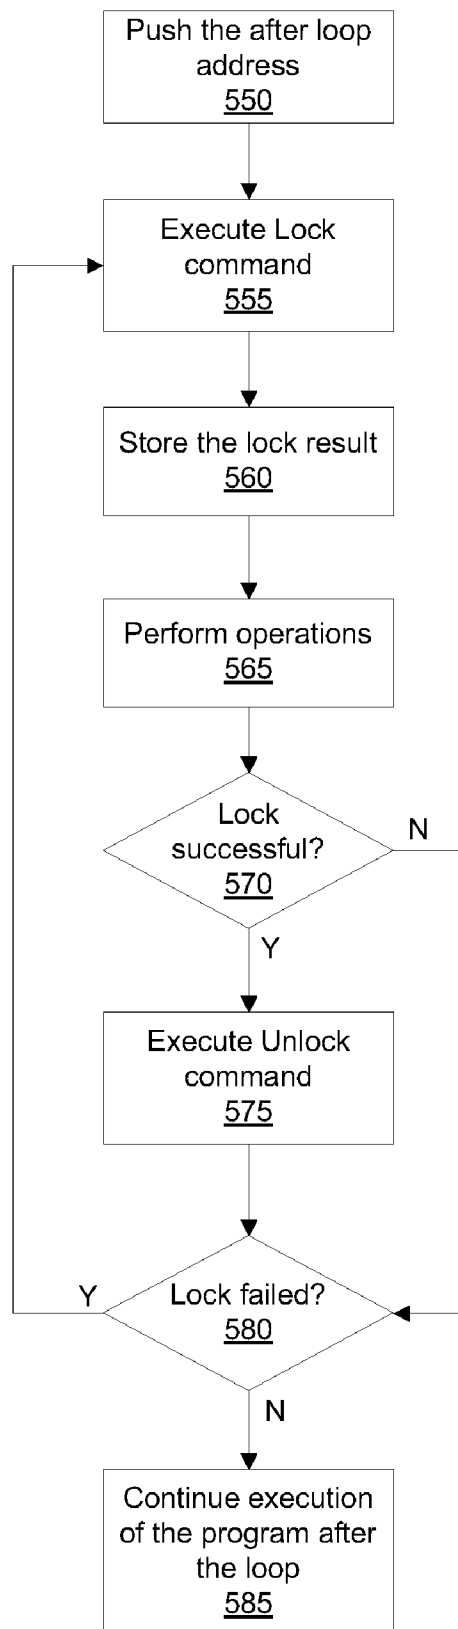 Push the after loop
address
550
Execute Lock
command
555
Store the lock result
560
Perform operations
565
Lock
successful?
570
N
Y
Execute Unlock
command
575
Lock failed?
580
Y
N
Continue execution
of the program after
the loop
585